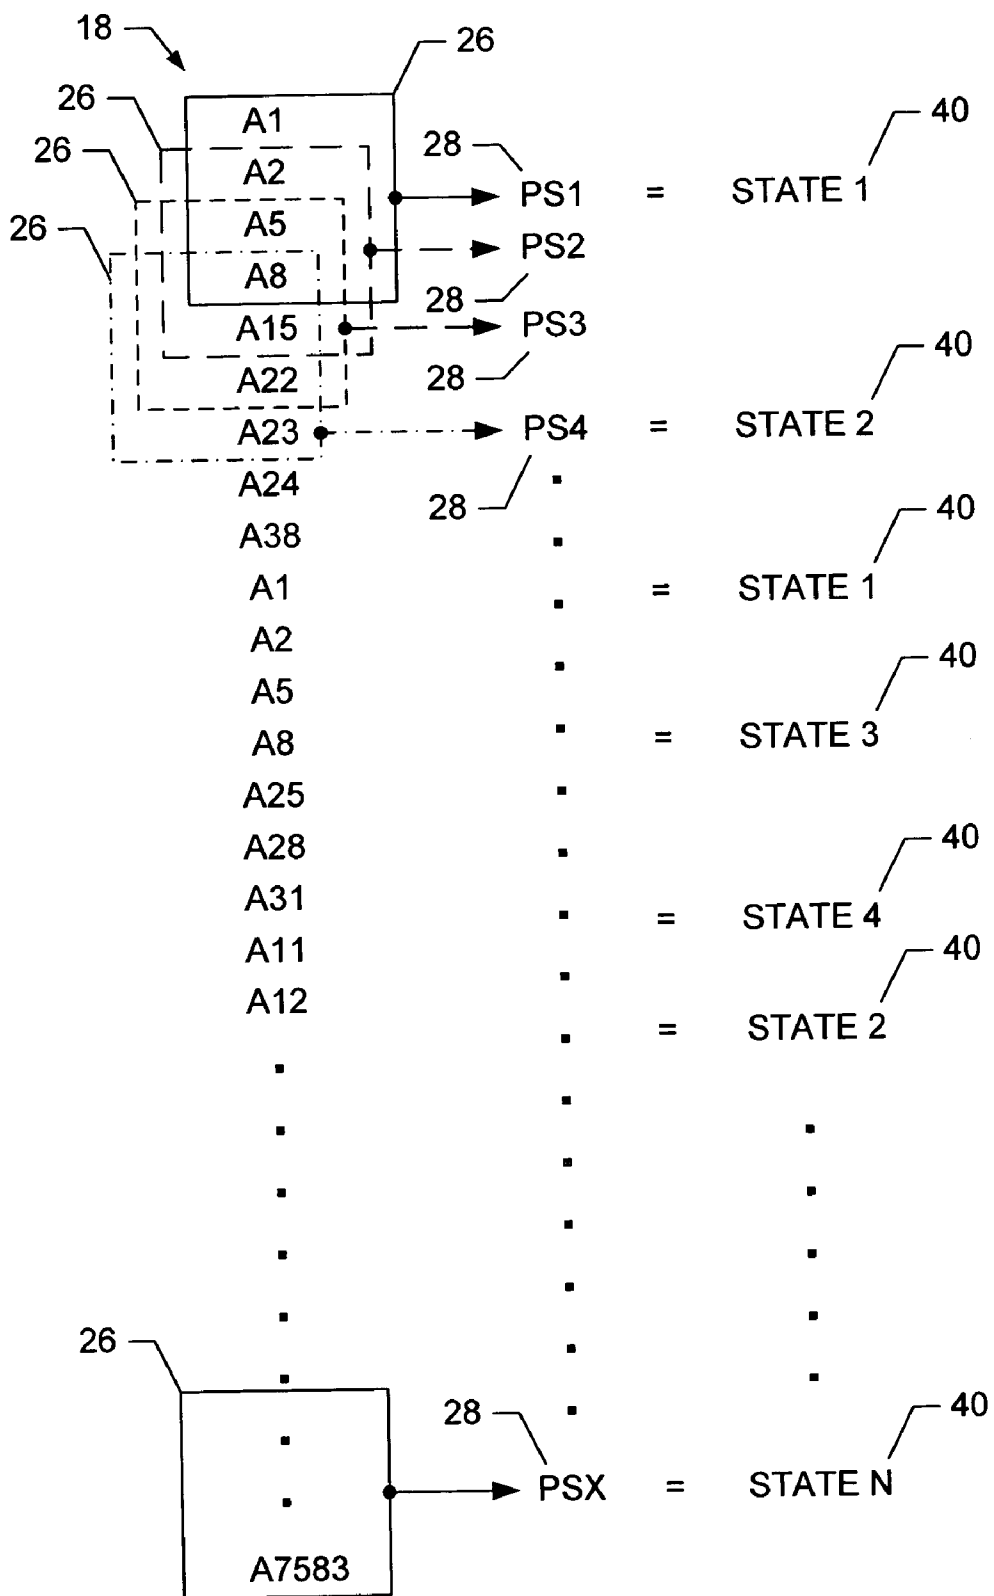 18
26
A1
26
40
28
A2
PS1 = STATE 1
26
A5
PS2
26
A8
28
A15
PS3
40
A22
28
A23
PS4 = STATE 2
A24
28
40
A38
A1
= STATE 1
A2
40
A5
A8
= STATE 3
A25
A28
40
A31
= STATE 4
A11
40
A12
= STATE 2
26
28
40
PSX = STATE N
A7583